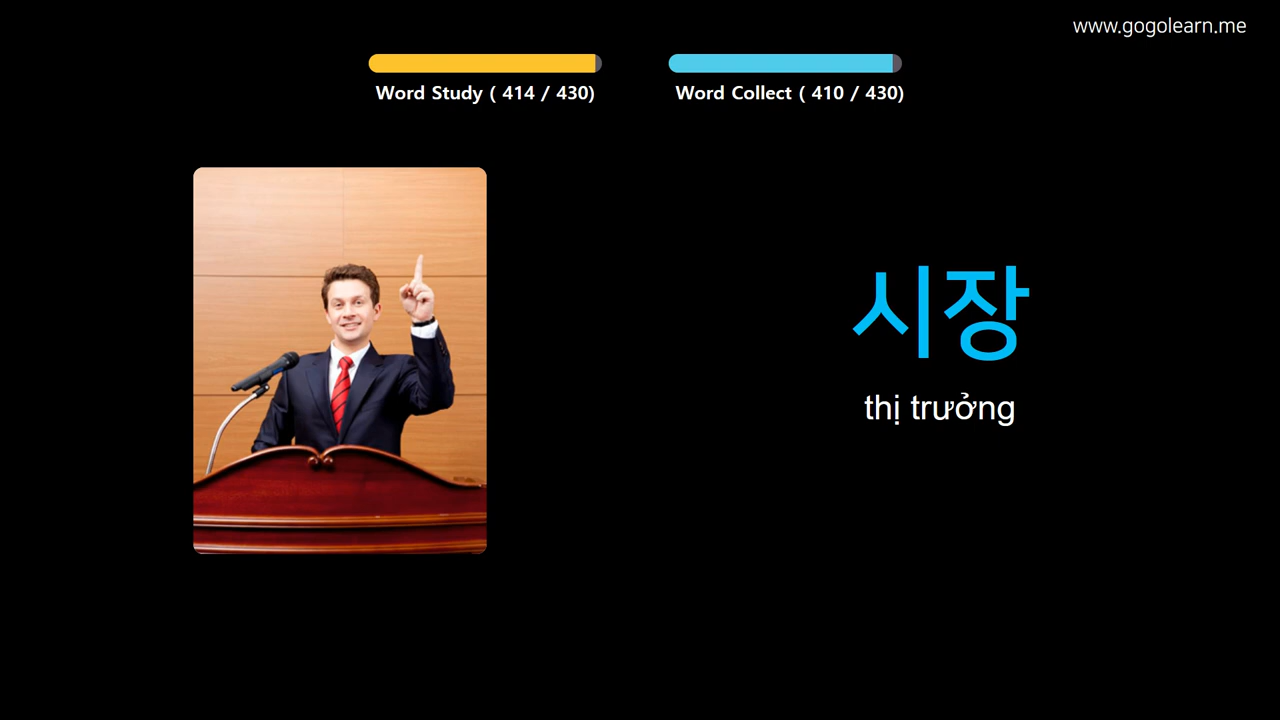 www.gogolearn.me
Word Study ( 414 / 430)
Word Collect ( 410 / 430)
시장
thị trưởng